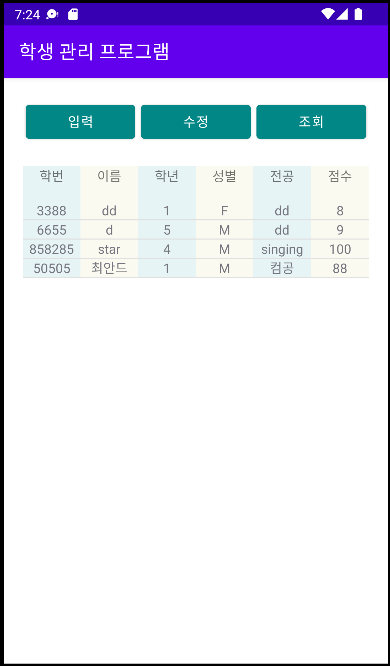 7:24
학생 관리 프로그램
입력 수정 조회
학번 이름 학년 성별 전공 점수
3388 dd 1 F dd 8
6655 d 5 M dd 9
858285 star 4 M singing 100
50505 최안드 1 M 컴공 88